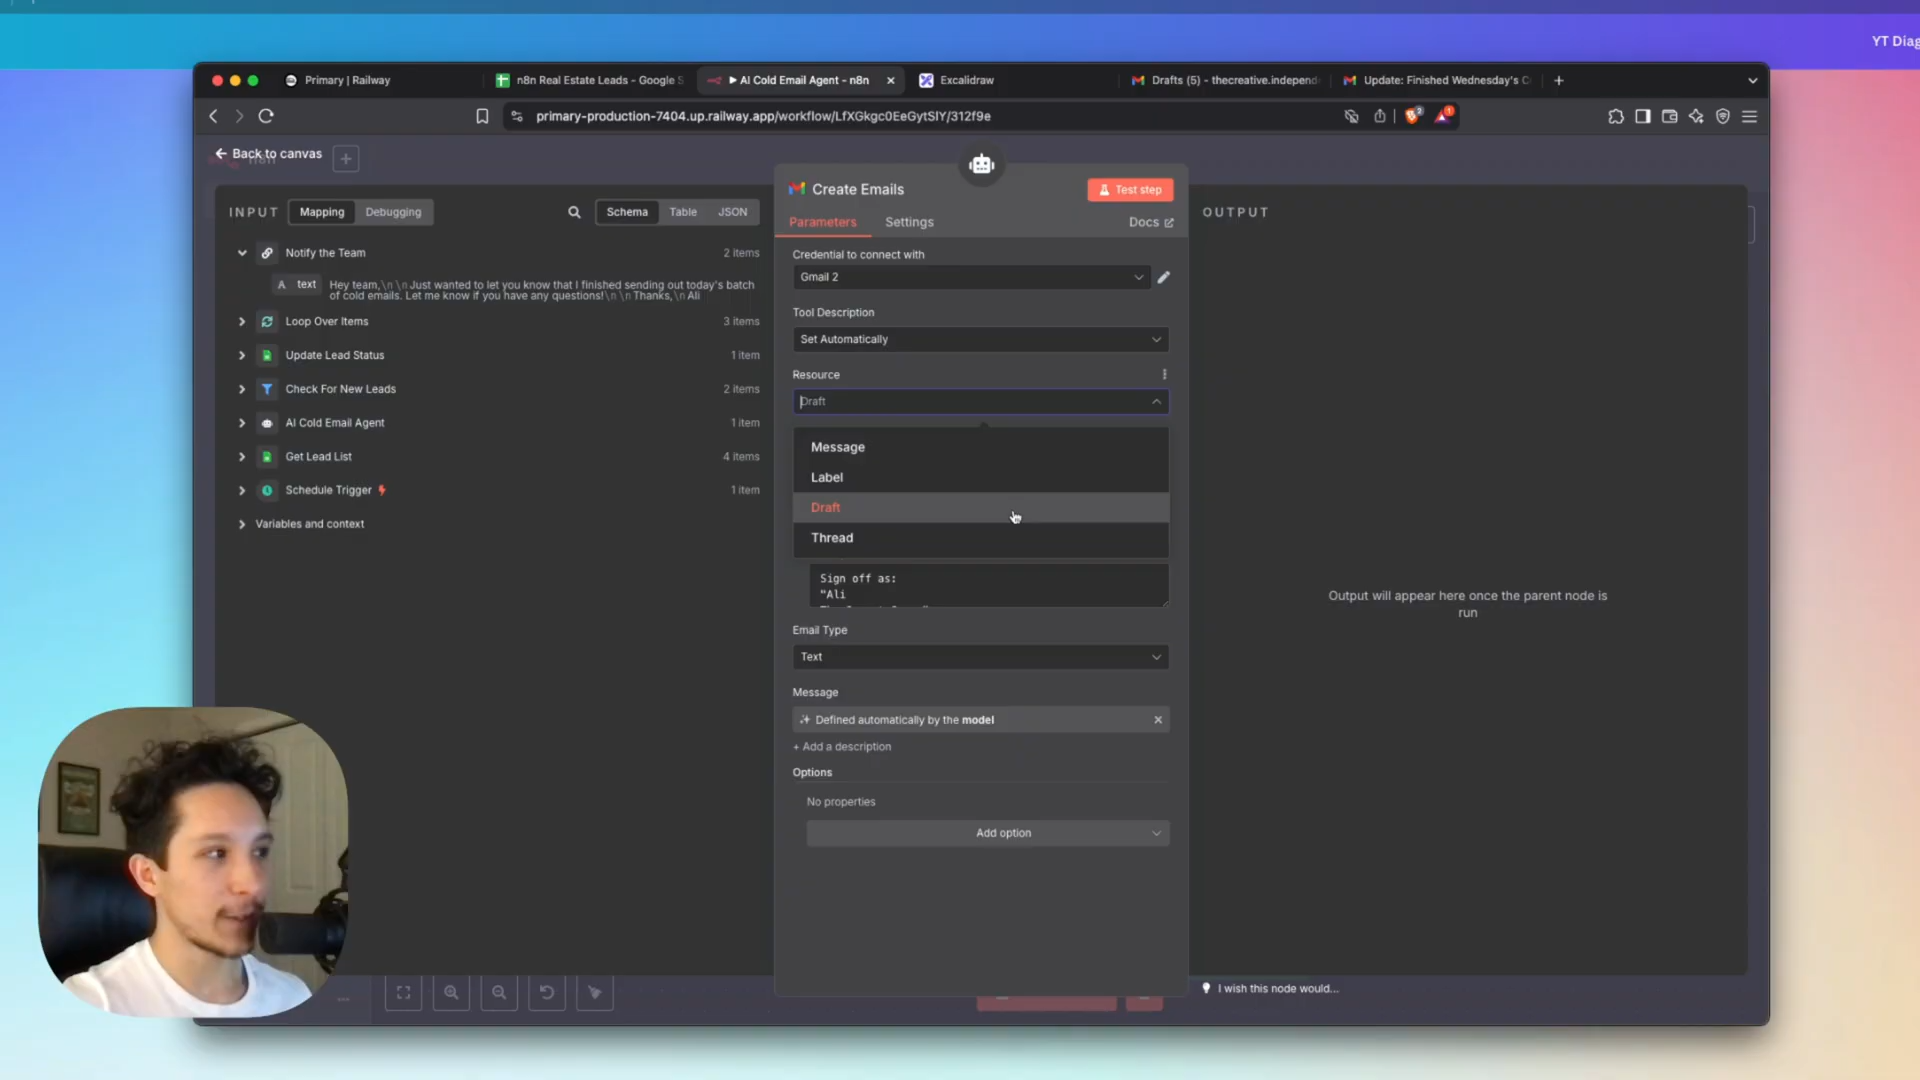 YT Diag
Primary | Railway
n8n Real Estate Leads - Google S
▶ AI Cold Email Agent - n8n
Excalidraw
Drafts (5) - thecreative.independ
Update: Finished Wednesday's C
primary-production-7404.up.railway.app/workflow/LfXGkgc0EeGytSIY/312f9e
2
1
Back to canvas
Create Emails
Test step
INPUT
Mapping
Debugging
Schema
Table
JSON
Parameters
Settings
Docs
OUTPUT
Notify the Team
2 items
A text
Hey team,\n \n Just wanted to let you know that I finished sending out today's batch
of cold emails. Let me know if you have any questions!\n \n Thanks,\n Ali
Loop Over Items
3 items
Update Lead Status
1 item
Check For New Leads
2 items
AI Cold Email Agent
1 item
Get Lead List
4 items
Schedule Trigger
1 item
Variables and context
Credential to connect with
Gmail 2
Tool Description
Set Automatically
Resource
Draft
Message
Label
Draft
Thread
Sign off as:
"Ali
Email Type
Text
Message
Defined automatically by the model
+ Add a description
Options
No properties
Add option
Output will appear here once the parent node is
run
I wish this node would...